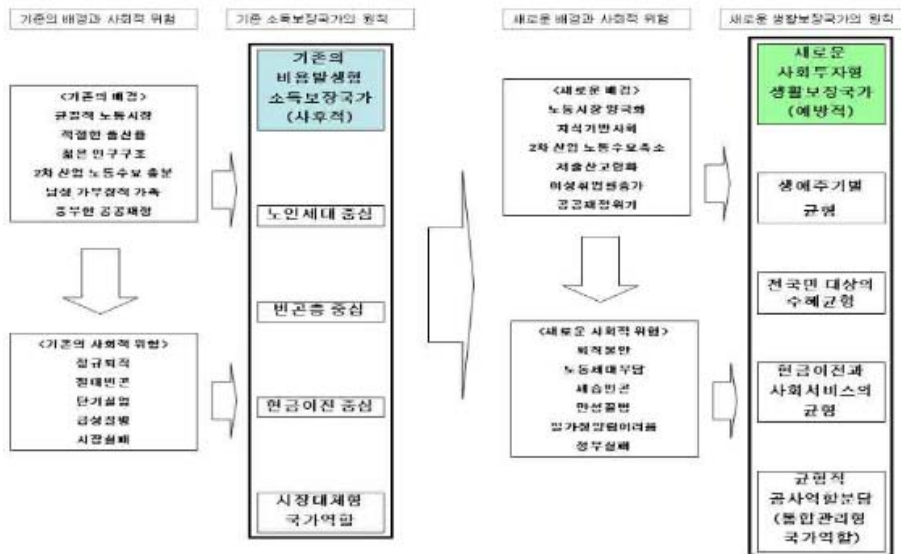 기존의 배경과 사회적 위험
기존 소득보장국가의 원칙
<기존의 배경>
균질적 노동시장
적절한 출산율
젊은 인구구조
2차 산업 노동수요 충분
남성 가부장적 가족
풍부한 공공재정
<기존의 사회적 위험>
정규퇴직
절대빈곤
단기실업
급성질병
시장실패
기존의
비용발생형
소득보장국가
(사후적)
노인세대 중심
빈곤층 중심
현금이전 중심
시장대체형
국가역할
새로운 배경과 사회적 위험
새로운 생활보장국가의 원칙
<새로운 배경>
노동시장 양극화
지식기반사회
2차 산업 노동수요축소
저출산고령화
여성취업률증가
공공재정위기
<새로운 사회적 위험>
퇴직불안
노동세대부담
세습빈곤
만성질병
일가정양립어려움
정부실패
새로운
사회투자형
생활보장국가
(예방적)
생애주기별
균형
전국민 대상의
수혜균형
현금이전과
사회서비스의
균형
균형적
공사역할분담
(통합관리형
국가역할)